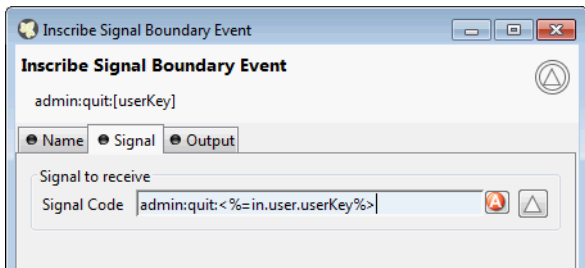 Inscribe Signal Boundary Event
Inscribe Signal Boundary Event
admin:quit:[userKey]
Name Signal Output
Signal to receive
Signal Code admin:quit:<%=in.user.userKey%> A